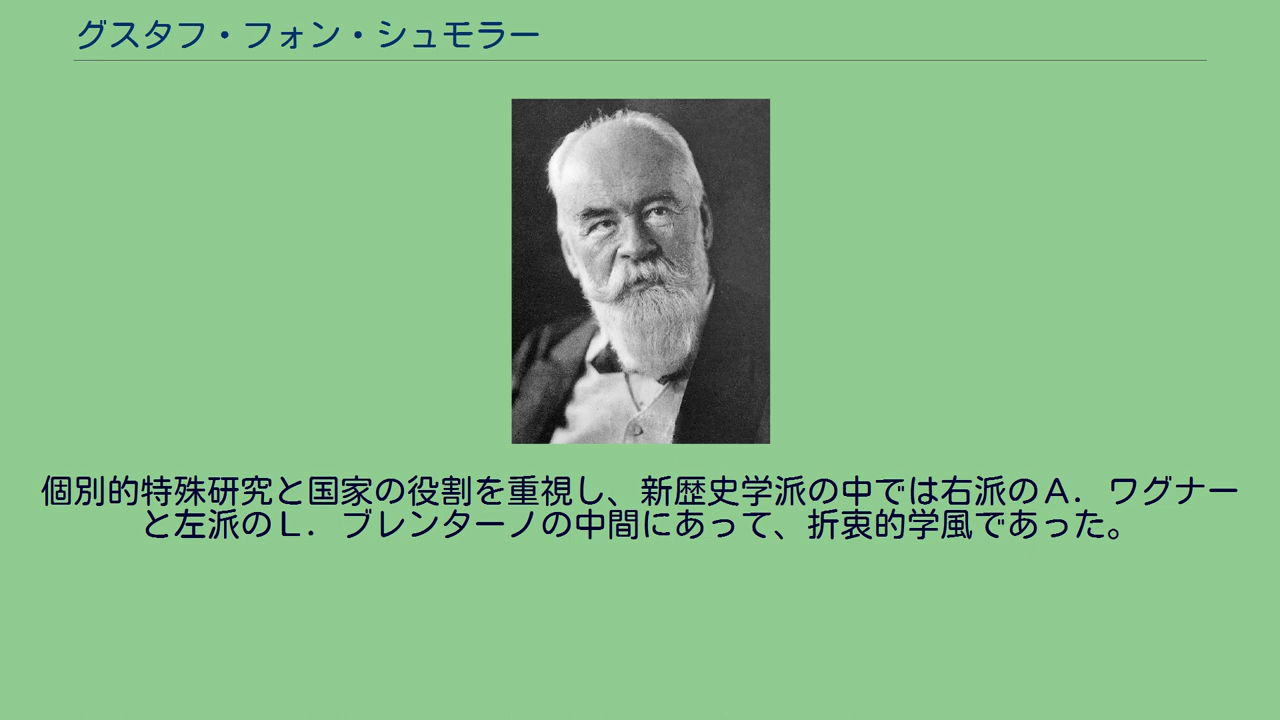 グスタフ・フォン・シュモラー
個別的特殊研究と国家の役割を重視し、新歴史学派の中では右派のＡ．ワグナー
と左派のＬ．ブレンターノの中間にあって、折衷的学風であった。